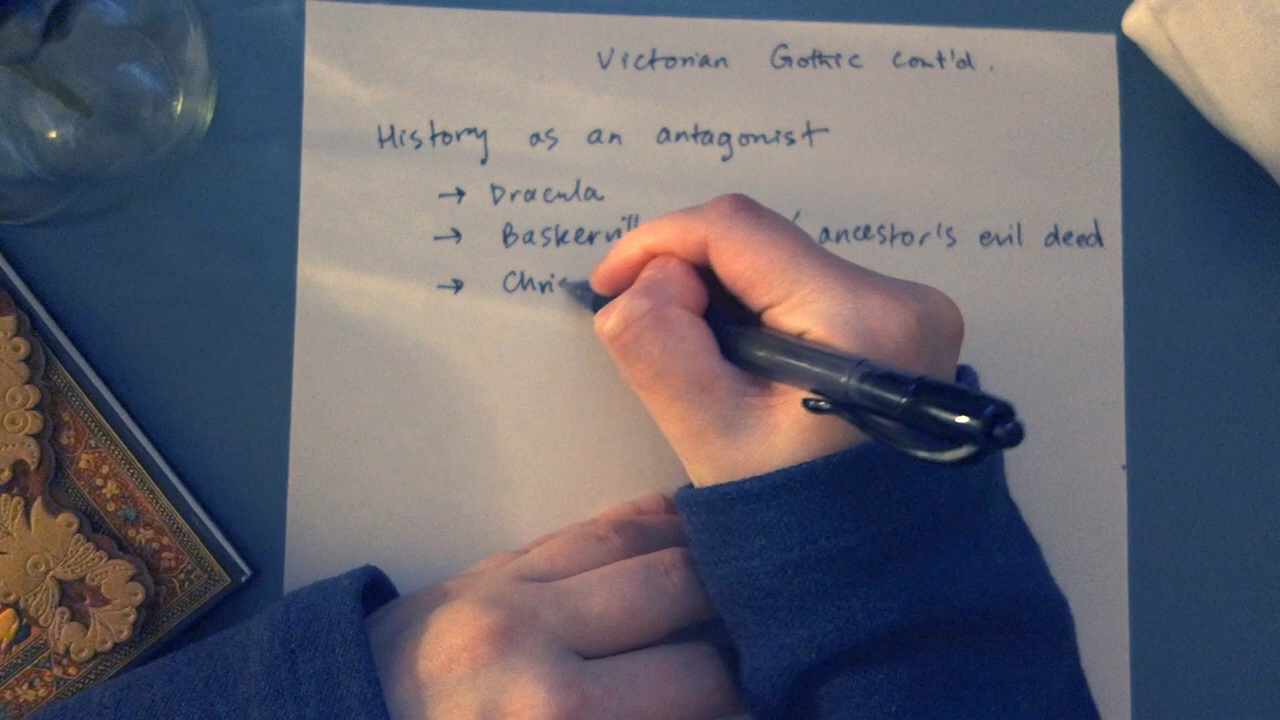 Victorian Gothic cont'd.
History as an antagonist
→ Dracula
→ ancestor's evil deed
→